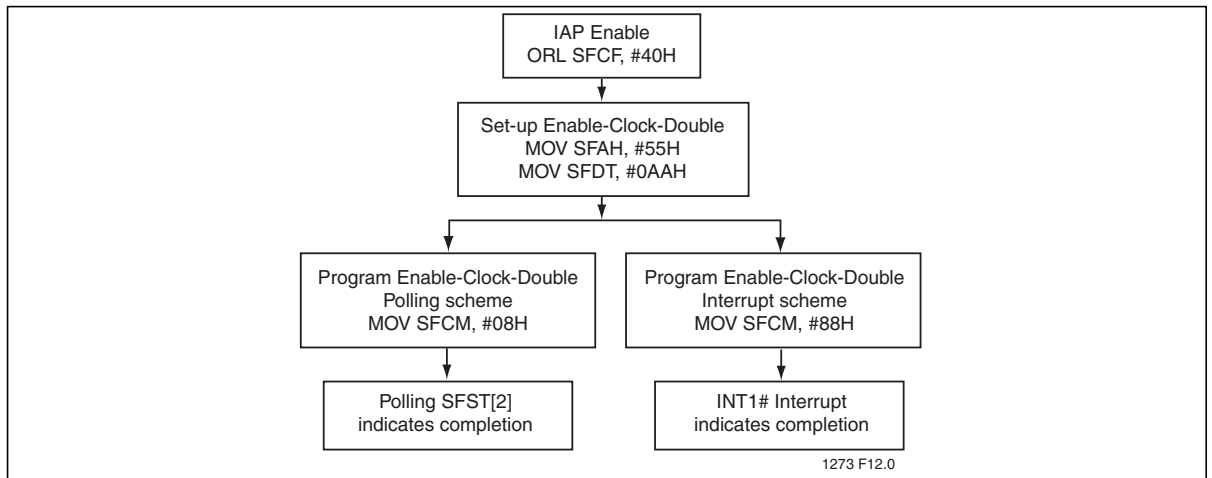 IAP Enable
ORL SFCF, #40H
Set-up Enable-Clock-Double
MOV SFAH, #55H
MOV SFDT, #0AAH
Program Enable-Clock-Double
Polling scheme
MOV SFCM, #08H
Program Enable-Clock-Double
Interrupt scheme
MOV SFCM, #88H
Polling SFST[2]
indicates completion
INT1# Interrupt
indicates completion
1273 F12.0